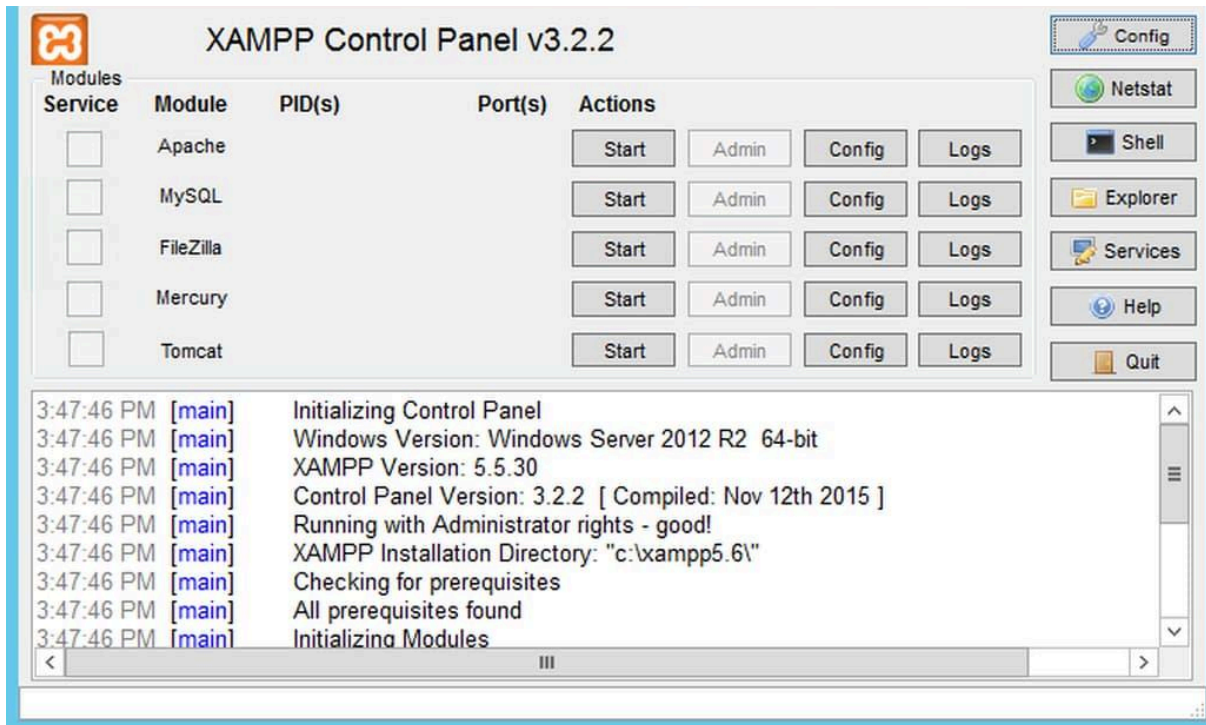 XAMPP Control Panel v3.2.2
Config
Modules
Service Module PID(s) Port(s) Actions
Netstat
Apache Start Admin Config Logs
Shell
MySQL Start Admin Config Logs
Explorer
FileZilla Start Admin Config Logs
Services
Mercury Start Admin Config Logs
Help
Tomcat Start Admin Config Logs
Quit
3:47:46 PM [main] Initializing Control Panel
3:47:46 PM [main] Windows Version: Windows Server 2012 R2 64-bit
3:47:46 PM [main] XAMPP Version: 5.5.30
3:47:46 PM [main] Control Panel Version: 3.2.2 [ Compiled: Nov 12th 2015 ]
3:47:46 PM [main] Running with Administrator rights - good!
3:47:46 PM [main] XAMPP Installation Directory: "c:\xampp5.6\"
3:47:46 PM [main] Checking for prerequisites
3:47:46 PM [main] All prerequisites found
3:47:46 PM [main] Initializing Modules